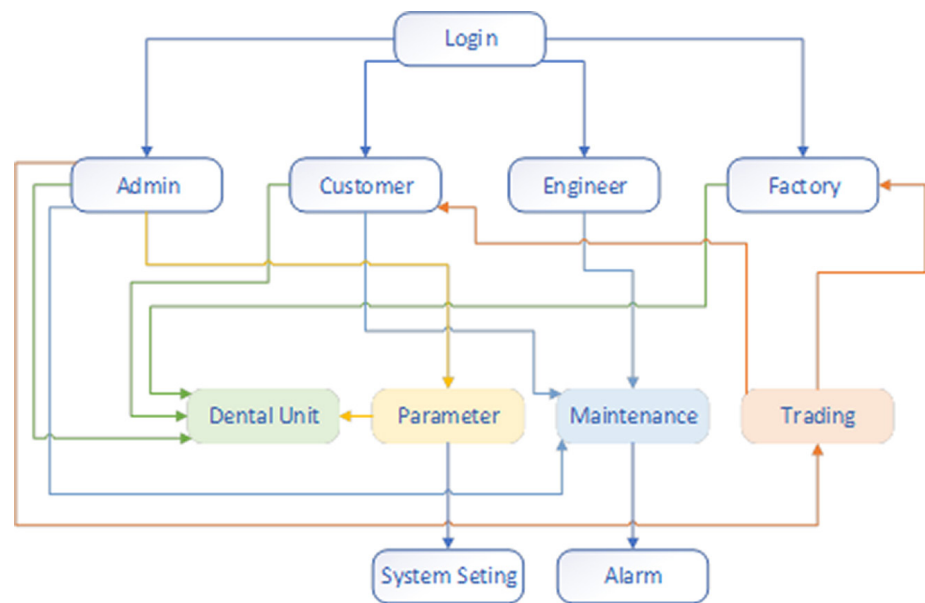 Login
Admin
Customer
Engineer
Factory
Dental Unit
Parameter
Maintenance
Trading
System Seting
Alarm